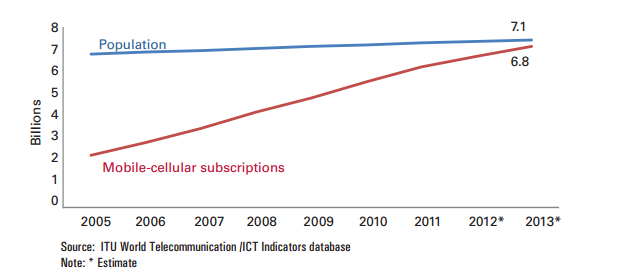 8
7.1
Population
7
6
6.8
5
Billions
4
3
2
Mobile-cellular subscriptions
1
0
2005 2006 2007 2008 2009 2010 2011 2012* 2013*
Source: ITU World Telecommunication /ICT Indicators database
Note: * Estimate